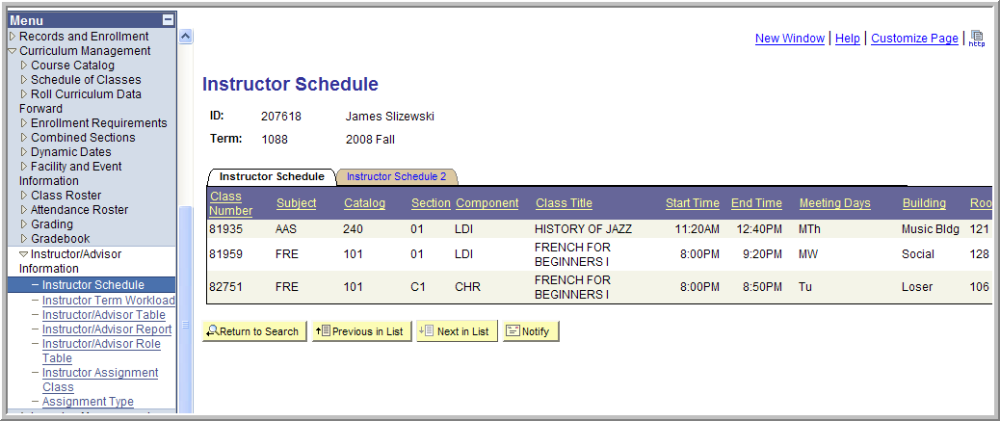 Menu
Records and Enrollment
Curriculum Management
Course Catalog
Schedule of Classes
Roll Curriculum Data
Forward
Enrollment Requirements
Combined Sections
Dynamic Dates
Facility and Event
Information
Class Roster
Attendance Roster
Grading
Gradebook
Instructor/Advisor
Information
– Instructor Schedule
– Instructor Term Workload
– Instructor/Advisor Table
– Instructor/Advisor Report
– Instructor/Advisor Role
Table
– Instructor Assignment
Class
– Assignment Type
New Window | Help | Customize Page | http
Instructor Schedule
ID: 207618 James Slizewski
Term: 1088 2008 Fall
Instructor Schedule Instructor Schedule 2
Class
Number Subject Catalog Section Component Class Title Start Time End Time Meeting Days Building Roo
81935 AAS 240 01 LDI HISTORY OF JAZZ 11:20AM 12:40PM MTh Music Bldg 121
81959 FRE 101 01 LDI FRENCH FOR
BEGINNERS I 8:00PM 9:20PM MW Social 128
82751 FRE 101 C1 CHR FRENCH FOR
BEGINNERS I 8:00PM 8:50PM Tu Loser 106
Return to Search Previous in List Next in List Notify